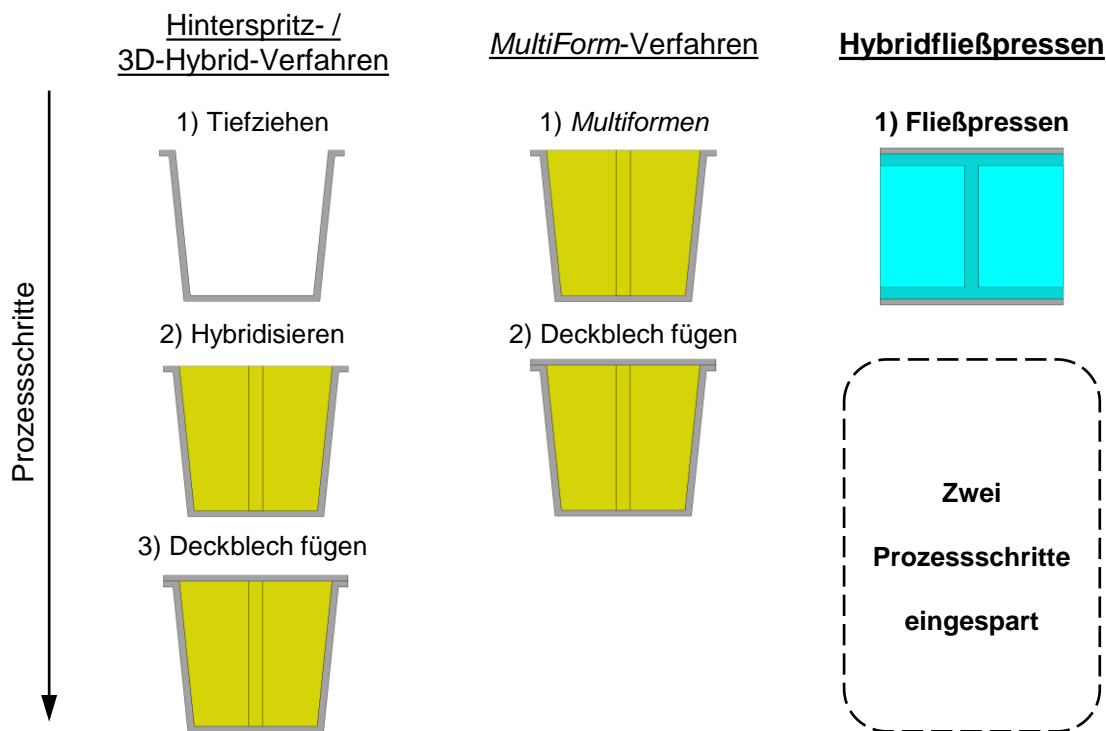 Hinterspritz- /
3D-Hybrid-Verfahren
MultiForm-Verfahren
Hybridfließpressen
Prozessschritte
1) Tiefziehen
1) Multiformen
1) Fließpressen
2) Hybridisieren
2) Deckblech fügen
3) Deckblech fügen
Zwei
Prozessschritte
eingespart